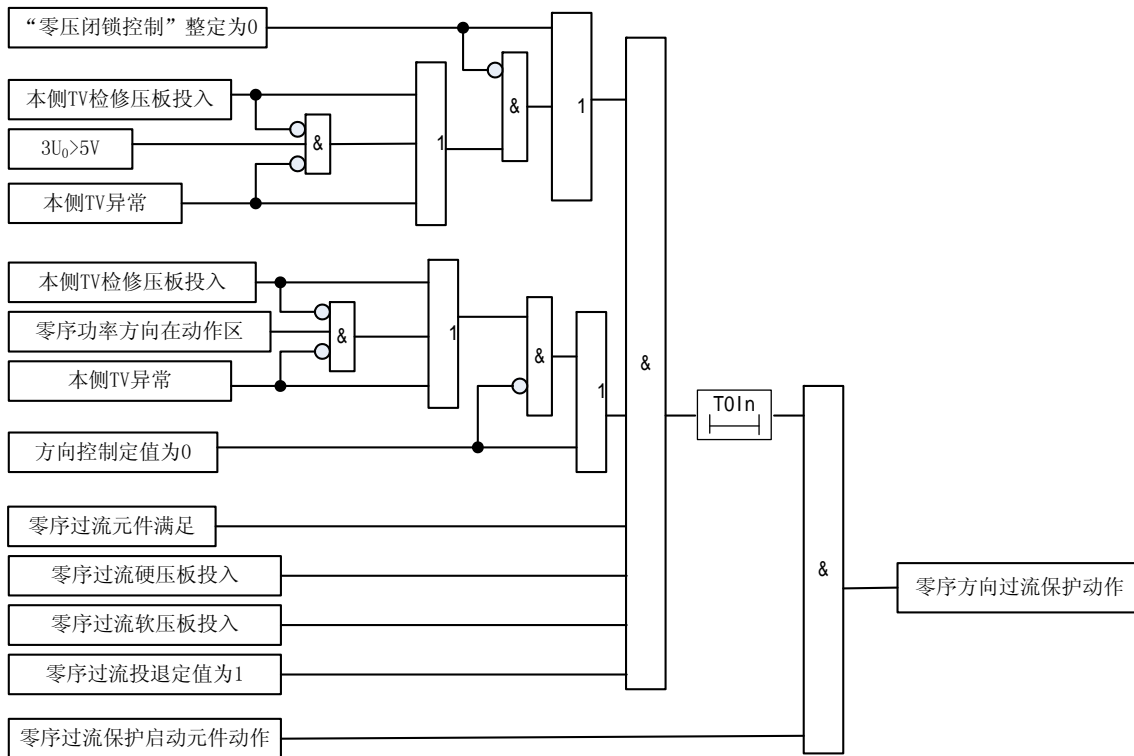 “零压闭锁控制”整定为0
本侧TV检修压板投入
3U₀>5V
本侧TV异常
&
1
&
1
本侧TV检修压板投入
零序功率方向在动作区
本侧TV异常
方向控制定值为0
&
1
&
1
&
T0In
零序过流元件满足
零序过流硬压板投入
零序过流软压板投入
零序过流投退定值为1
零序过流保护启动元件动作
&
零序方向过流保护动作